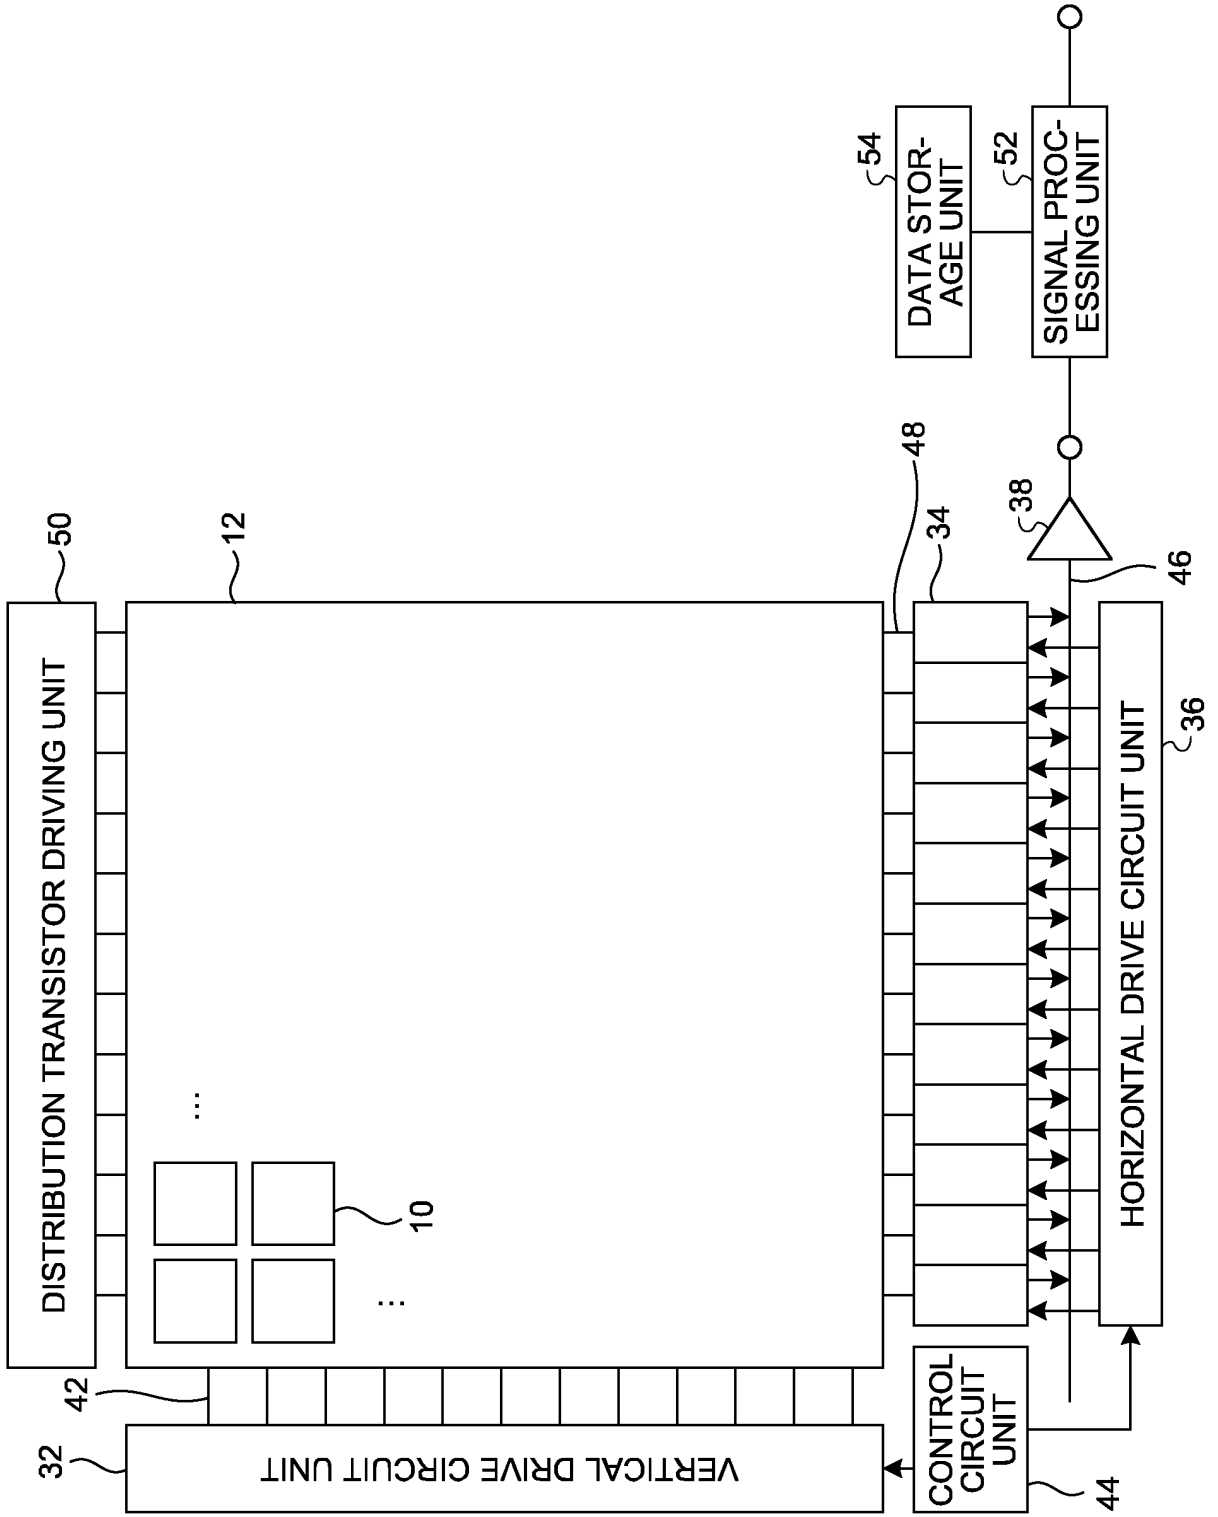 DISTRIBUTION TRANSISTOR DRIVING UNIT
50
12
...
10
...
42
32
VERTICAL DRIVE CIRCUIT UNIT
48
34
38
46
54
DATA STOR-
AGE UNIT
52
SIGNAL PROC-
ESSING UNIT
CONTROL
CIRCUIT
UNIT
44
HORIZONTAL DRIVE CIRCUIT UNIT
36